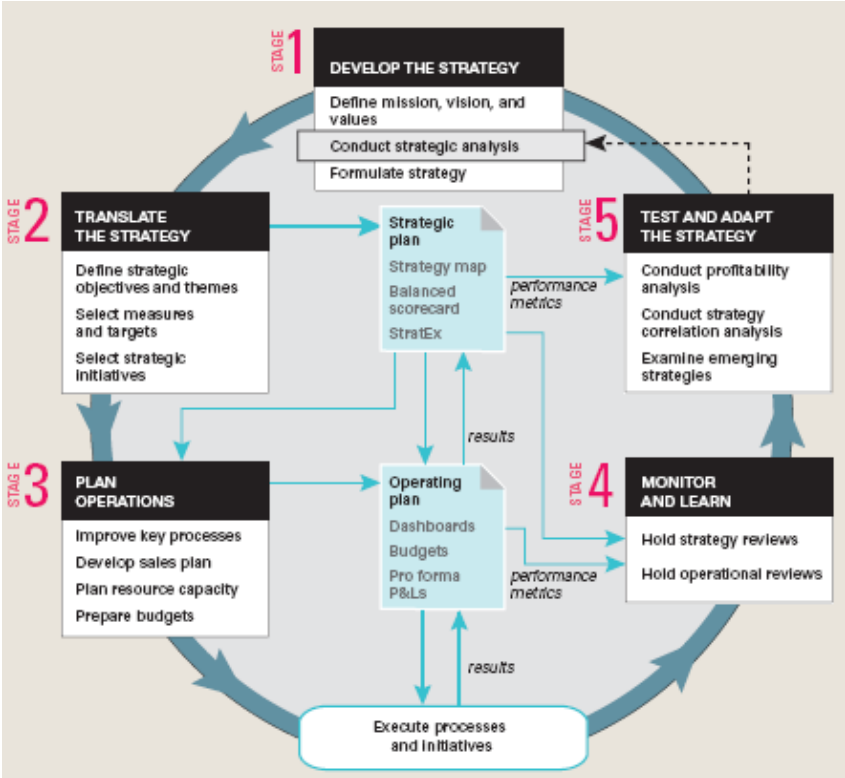 STAGE 1
DEVELOP THE STRATEGY
Define mission, vision, and
values
Conduct strategic analysis
Formulate strategy
STAGE 2
TRANSLATE
THE STRATEGY
Define strategic
objectives and themes
Select measures
and targets
Select strategic
initiatives
Strategic
plan
Strategy map
Balanced
scorecard
StratEx
performance
metrics
STAGE 5
TEST AND ADAPT
THE STRATEGY
Conduct profitability
analysis
Conduct strategy
correlation analysis
Examine emerging
strategies
results
STAGE 3
PLAN
OPERATIONS
Improve key processes
Develop sales plan
Plan resource capacity
Prepare budgets
Operating
plan
Dashboards
Budgets
Pro forma
P&Ls
performance
metrics
STAGE 4
MONITOR
AND LEARN
Hold strategy reviews
Hold operational reviews
results
Execute processes
and initiatives